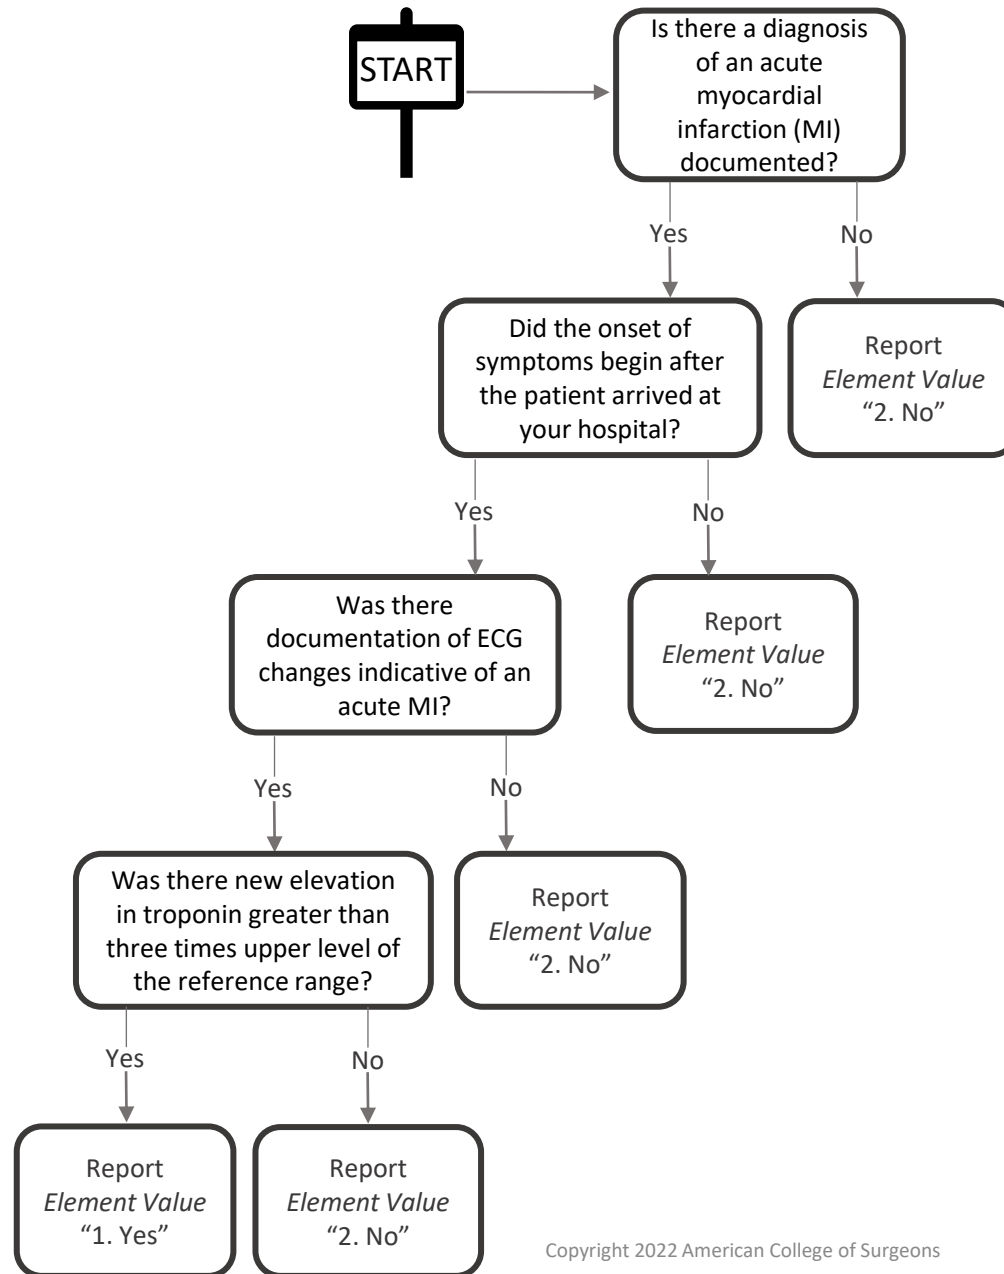 START
Is there a diagnosis
of an acute
myocardial
infarction (MI)
documented?
Yes
No
Did the onset of
symptoms begin after
the patient arrived at
your hospital?
Report
Element Value
“2. No”
Yes
No
Was there
documentation of ECG
changes indicative of an
acute MI?
Report
Element Value
“2. No”
Yes
No
Was there new elevation
in troponin greater than
three times upper level of
the reference range?
Report
Element Value
“2. No”
Yes
No
Report
Element Value
“1. Yes”
Report
Element Value
“2. No”
Copyright 2022 American College of Surgeons